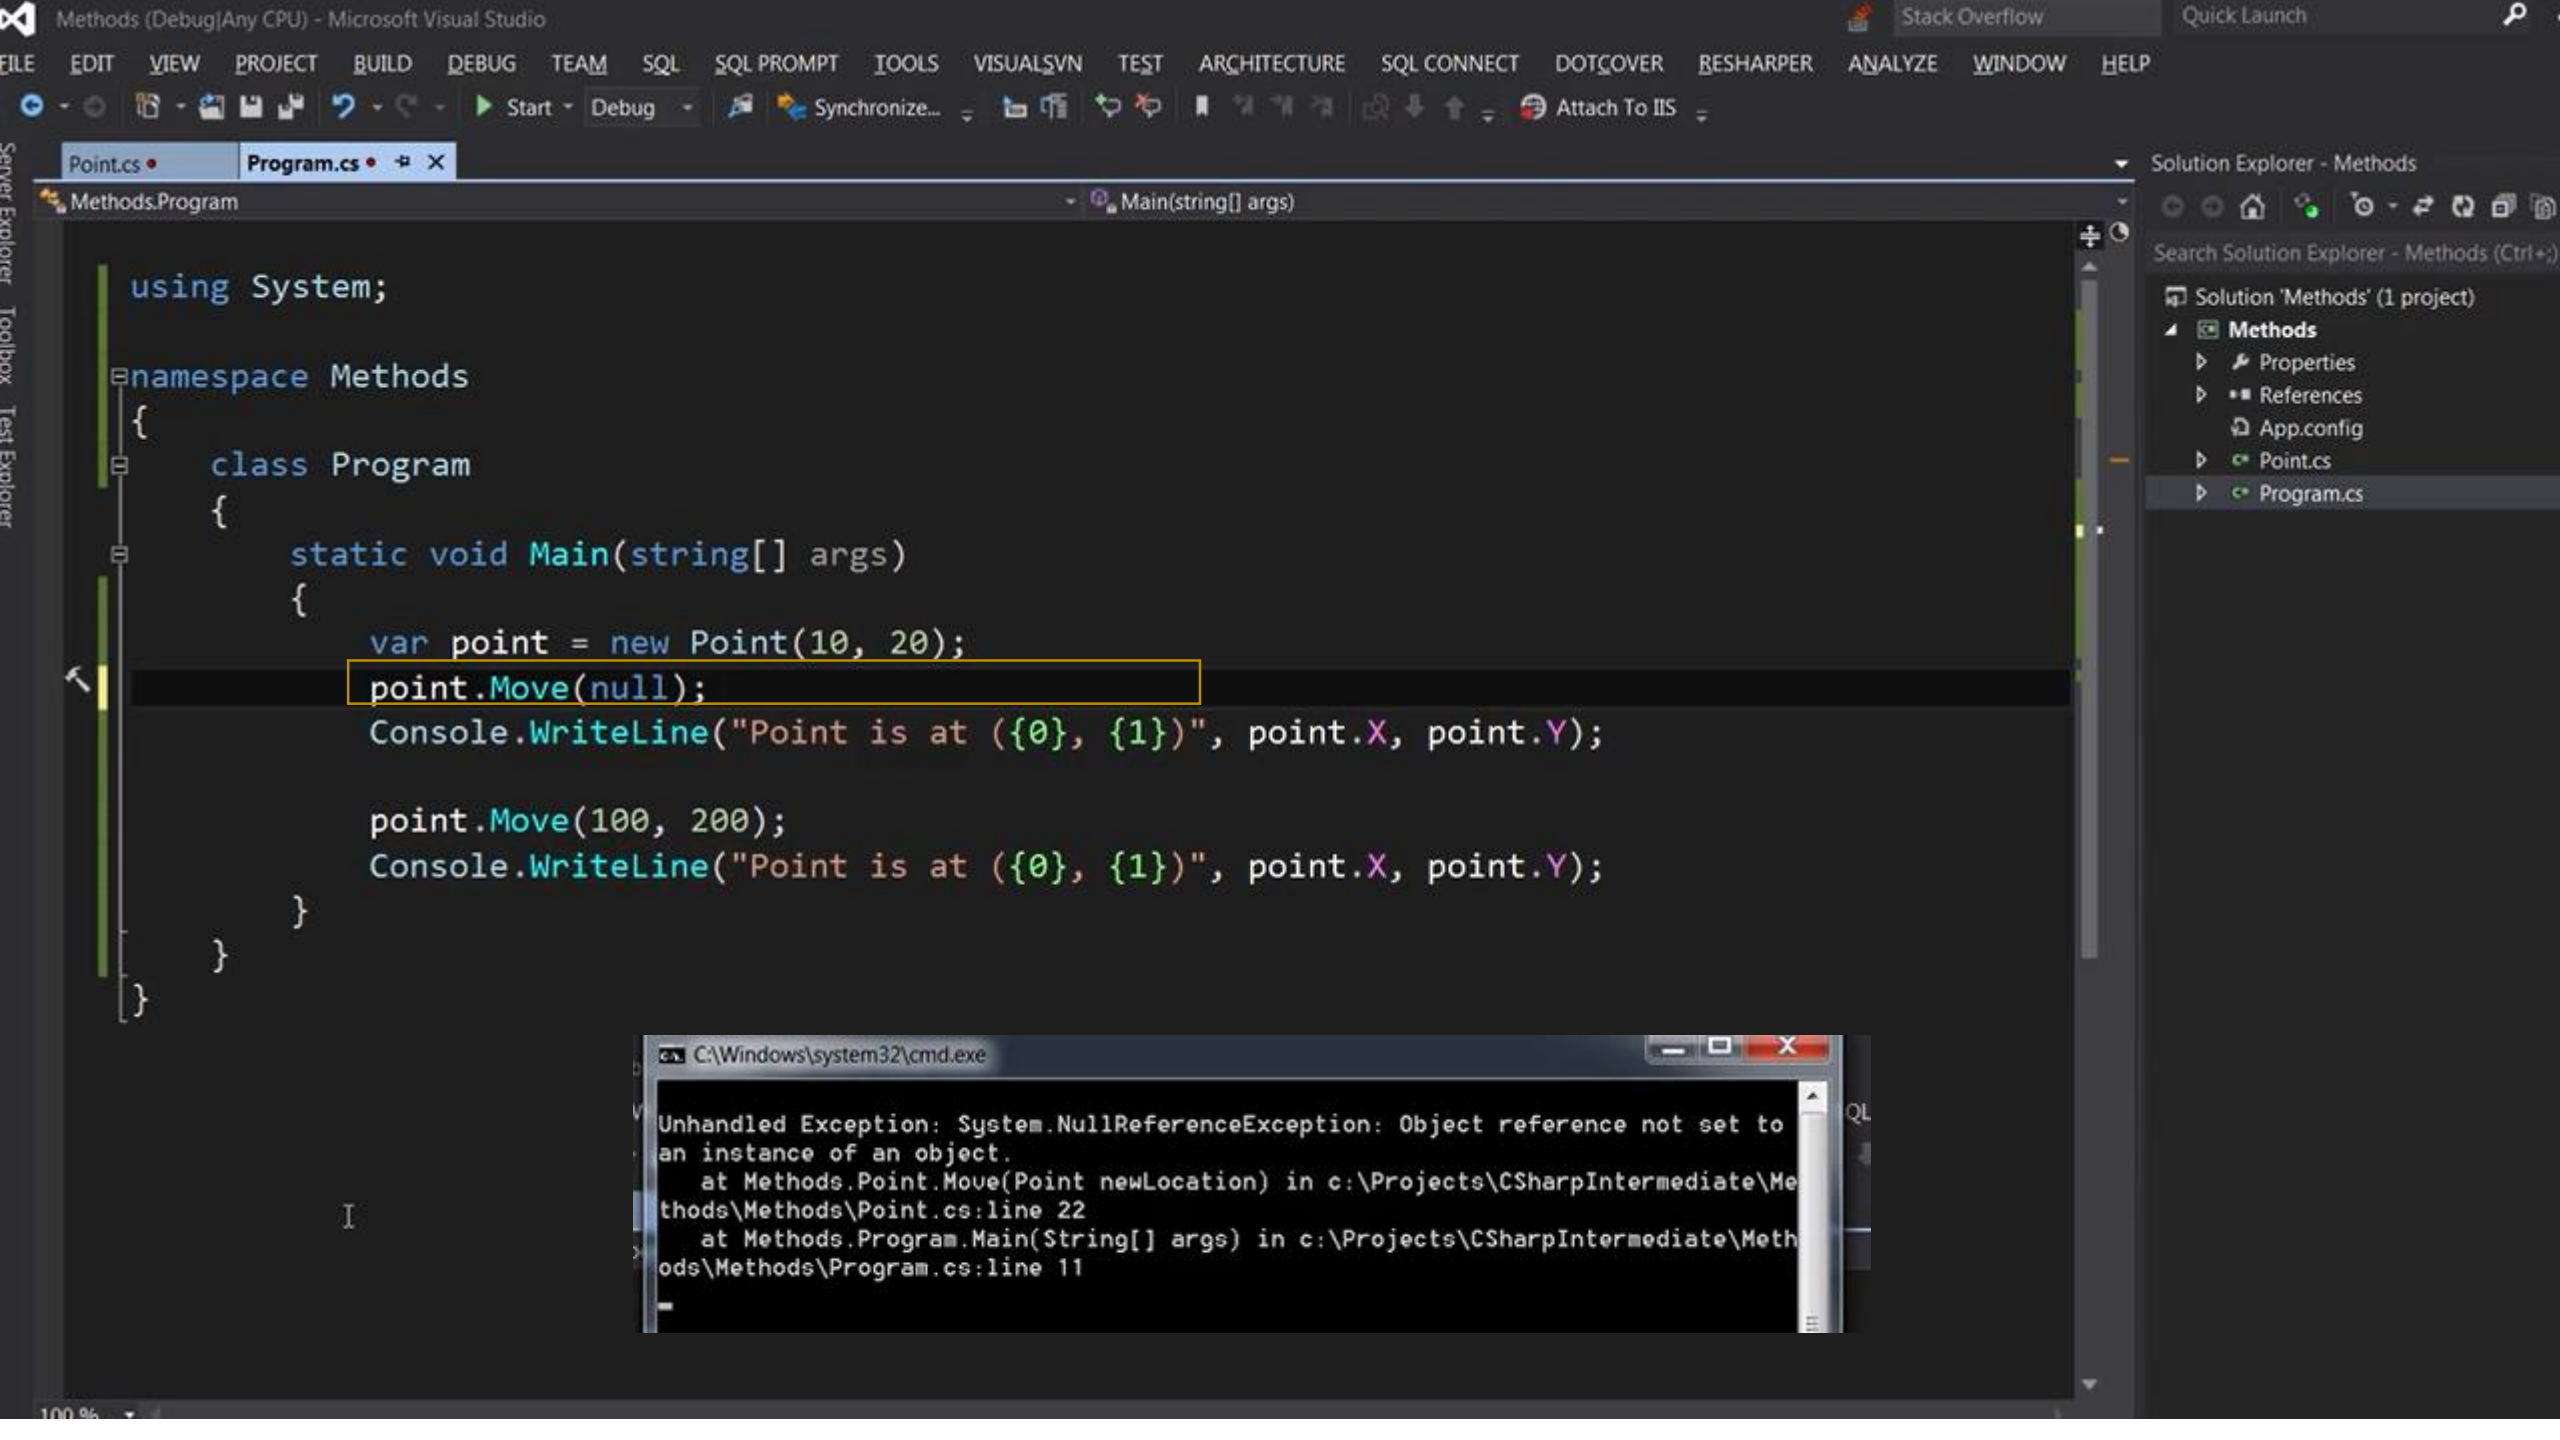 Methods (Debug|Any CPU) - Microsoft Visual Studio
Stack Overflow
Quick Launch
FILE EDIT VIEW PROJECT BUILD DEBUG TEAM SQL SQL PROMPT TOOLS VISUALSVN TEST ARCHITECTURE SQL CONNECT DOTCOVER RESHARPER ANALYZE WINDOW HELP
Start Debug Synchronize... Attach To IIS
Server Explorer Toolbox Test Explorer
Point.cs Program.cs
Methods.Program Main(string[] args)
using System;
namespace Methods
{
class Program
{
static void Main(string[] args)
{
var point = new Point(10, 20);
point.Move(null);
Console.WriteLine("Point is at ({0}, {1})", point.X, point.Y);
point.Move(100, 200);
Console.WriteLine("Point is at ({0}, {1})", point.X, point.Y);
}
}
}
C:\Windows\system32\cmd.exe
Unhandled Exception: System.NullReferenceException: Object reference not set to
an instance of an object.
at Methods.Point.Move(Point newLocation) in c:\Projects\CSharpIntermediate\Me
thods\Methods\Point.cs:line 22
at Methods.Program.Main(String[] args) in c:\Projects\CSharpIntermediate\Meth
ods\Methods\Program.cs:line 11
QL
100 %
Solution Explorer - Methods
Search Solution Explorer - Methods (Ctrl+;)
Solution 'Methods' (1 project)
Methods
Properties
References
App.config
Point.cs
Program.cs